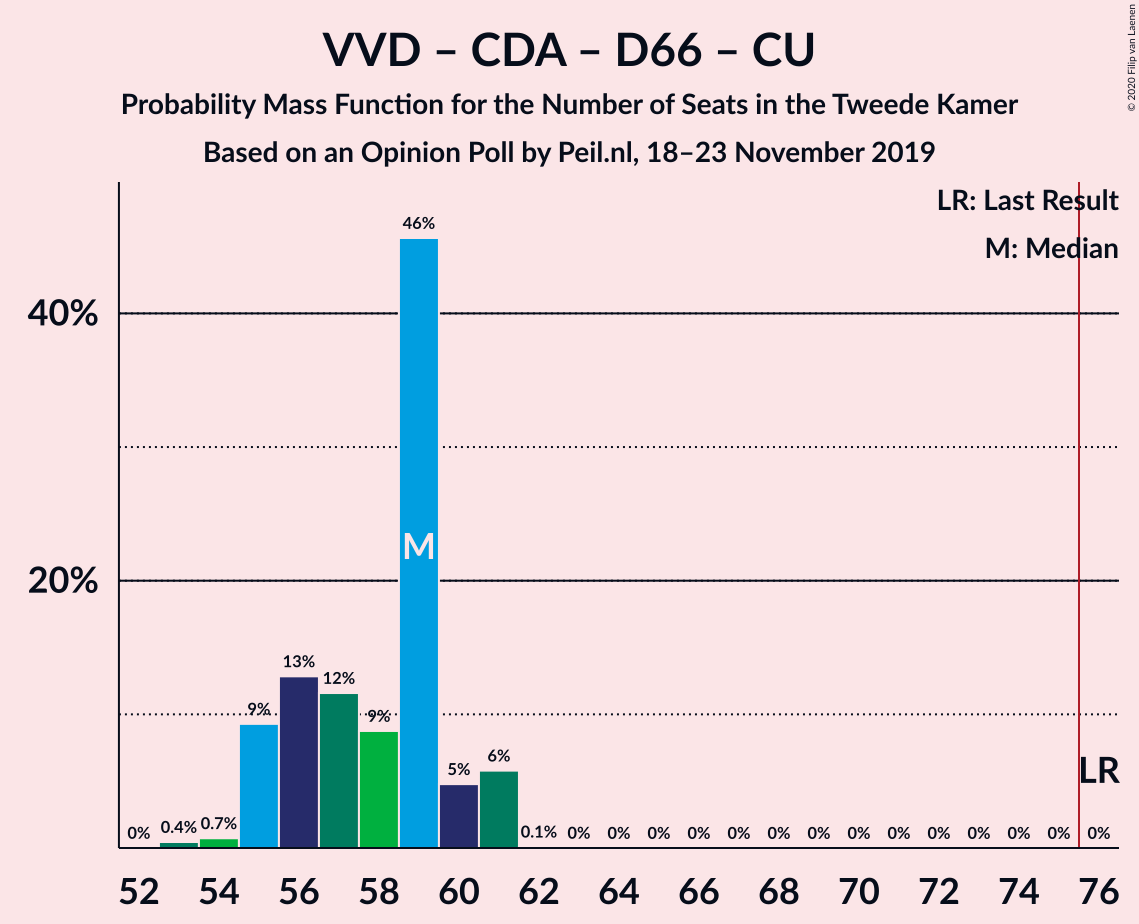 VVD – CDA – D66 – CU
Probability Mass Function for the Number of Seats in the Tweede Kamer
Based on an Opinion Poll by Peil.nl, 18–23 November 2019
© 2020 Filip van Laenen
LR: Last Result
M: Median
40%
20%
0% 0.4% 0.7% 9% 13% 12% 9% 46% 5% 6% 0.1% 0% 0% 0% 0% 0% 0% 0% 0% 0% 0% 0% 0% 0% 0%
M
LR
52 54 56 58 60 62 64 66 68 70 72 74 76